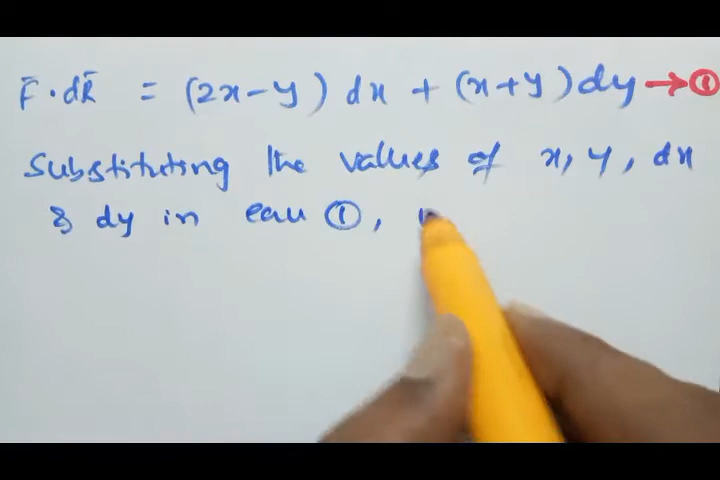 F̄ · dR̄ = (2x-y) dx + (x+y) dy → ①
Substituting the values of x, y, dx
& dy in eqn ①,